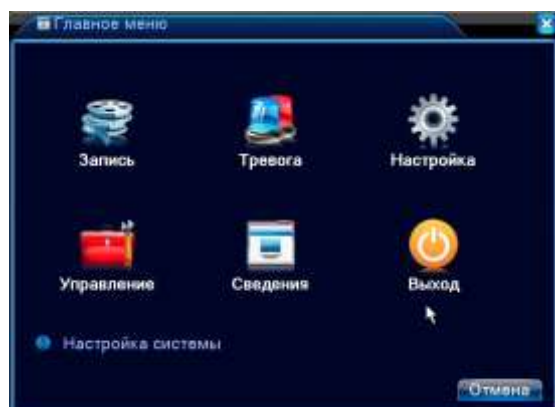 Главное меню
Запись
Тревога
Настройка
Управление
Сведения
Выход
Настройка системы
Отмена